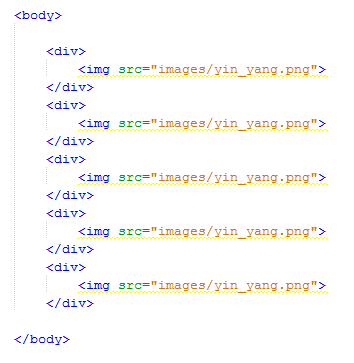 <body>
<div>
<img src="images/yin_yang.png">
</div>
<div>
<img src="images/yin_yang.png">
</div>
<div>
<img src="images/yin_yang.png">
</div>
<div>
<img src="images/yin_yang.png">
</div>
<div>
<img src="images/yin_yang.png">
</div>
</body>